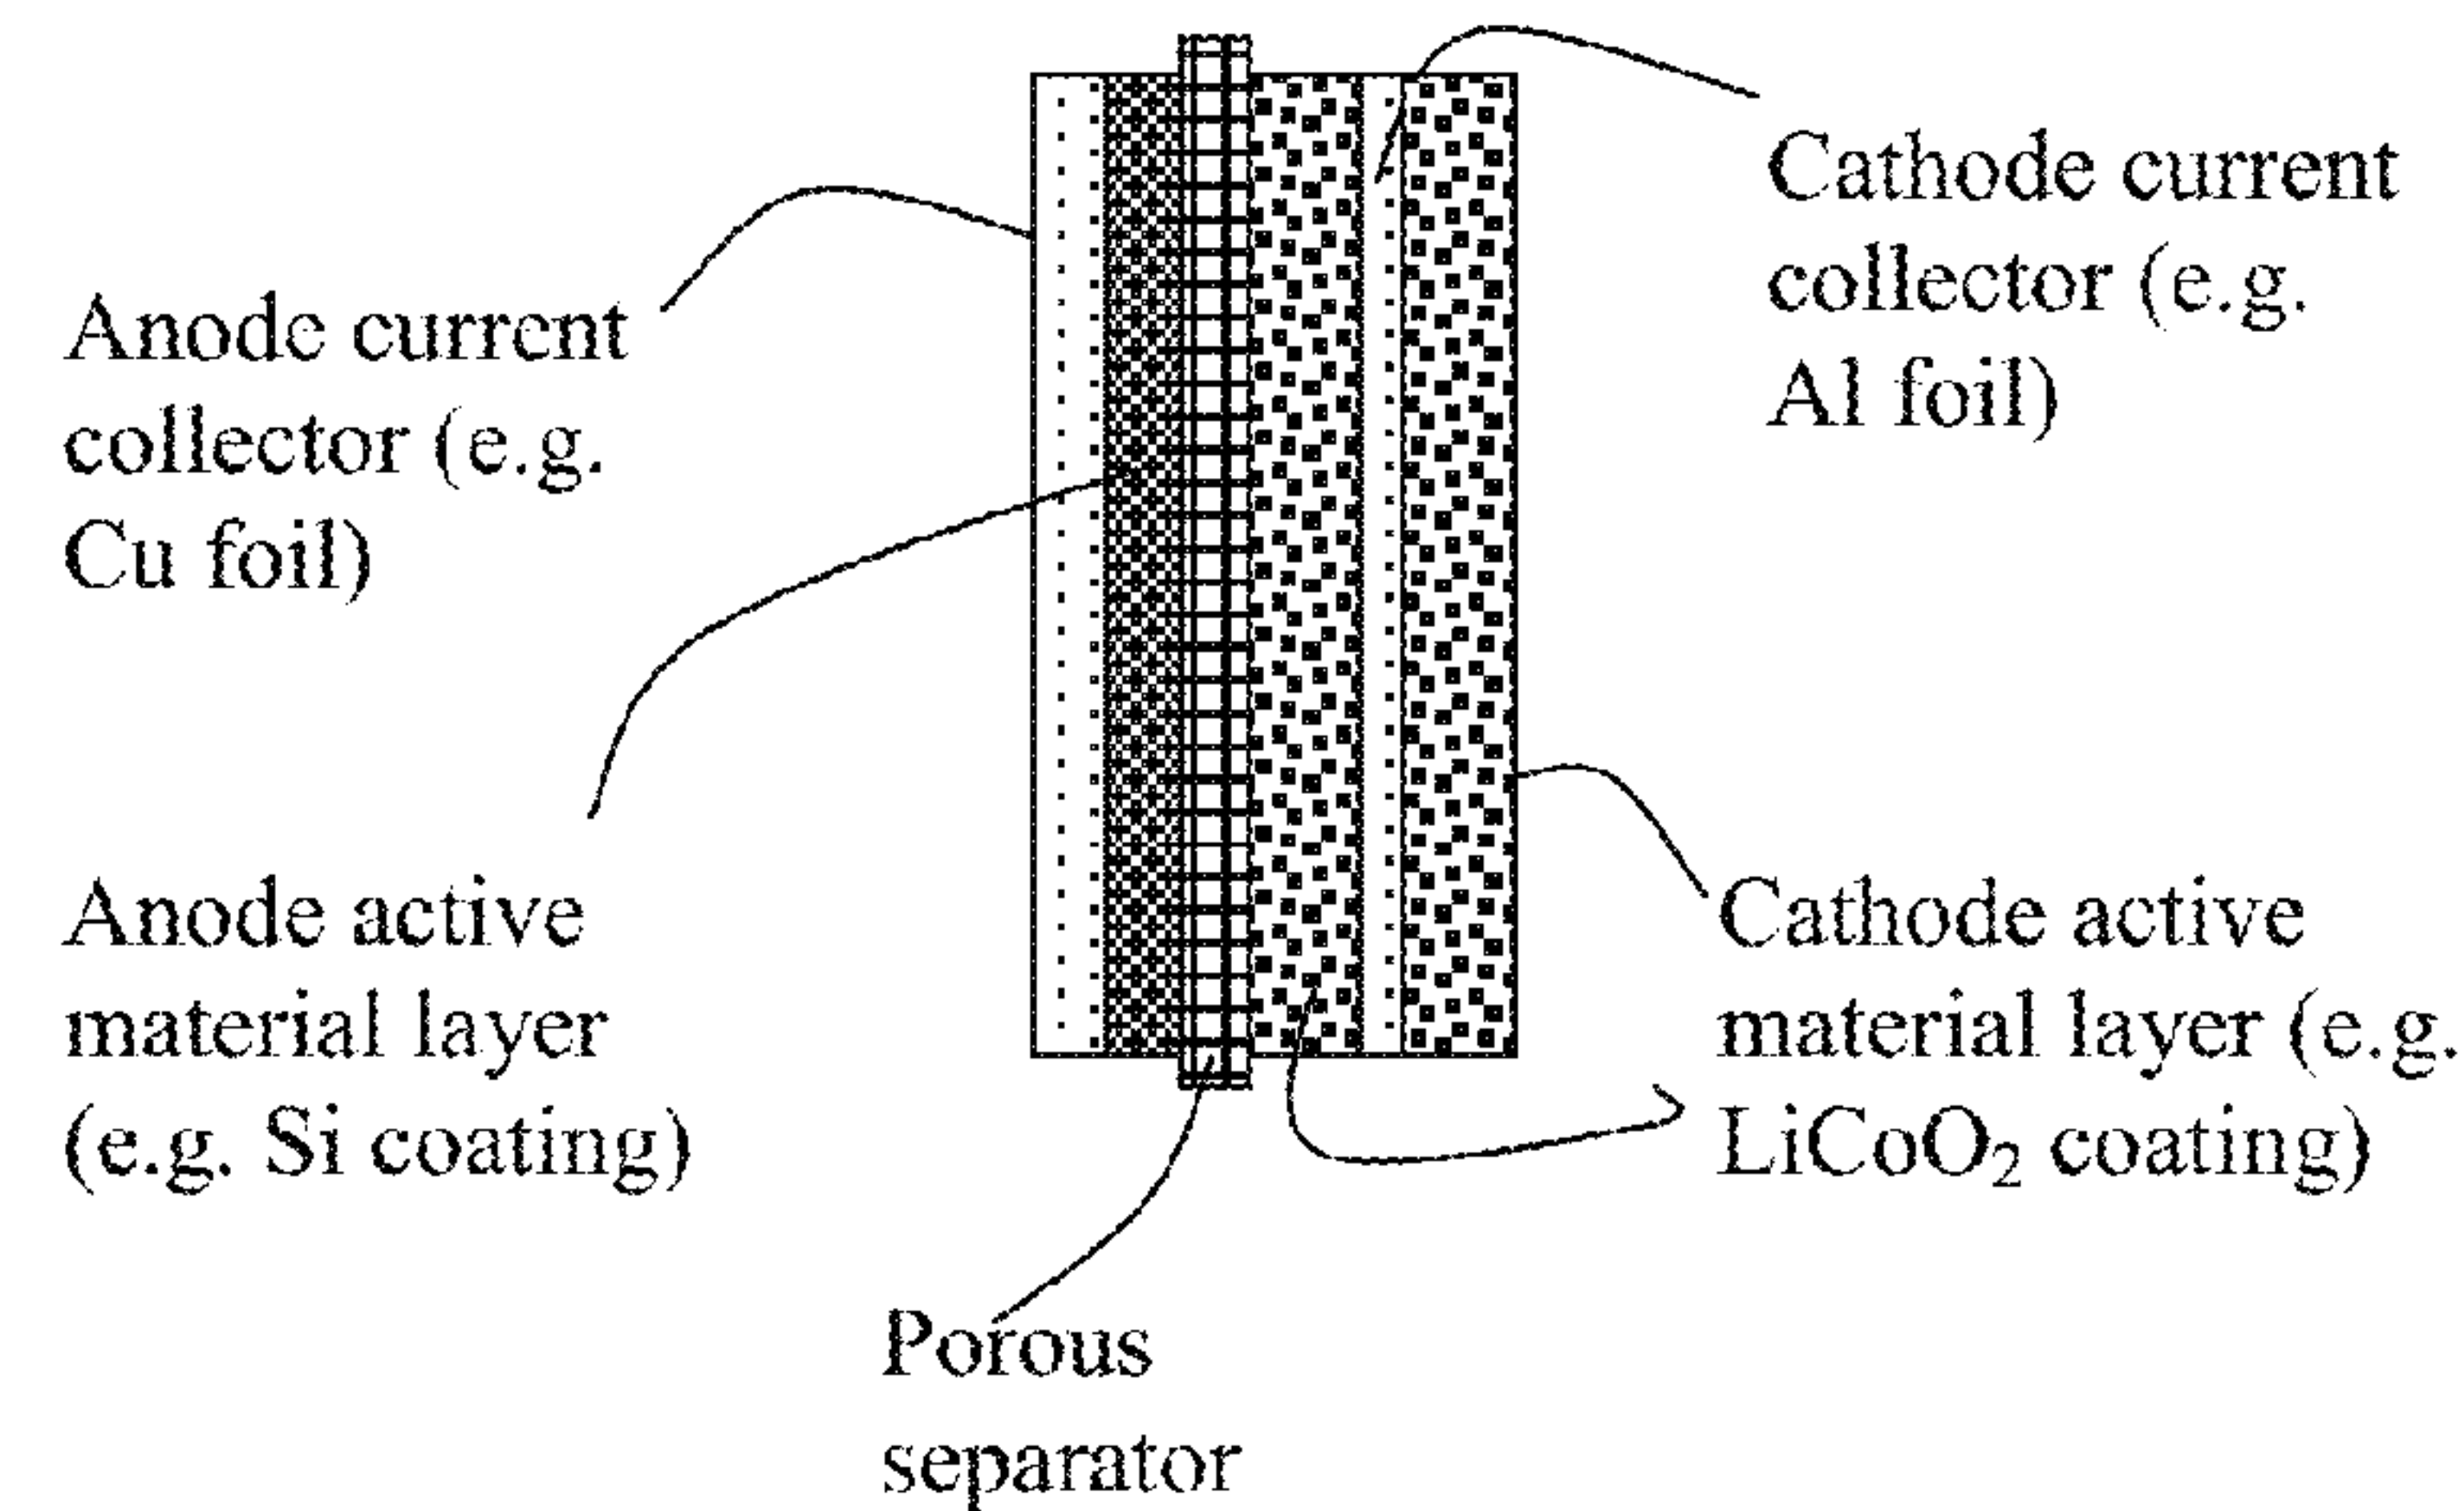 Anode current
collector (e.g.
Cu foil)
Cathode current
collector (e.g.
Al foil)
Anode active
material layer
(e.g. Si coating)
Cathode active
material layer (e.g.
LiCoO₂ coating)
Porous
separator